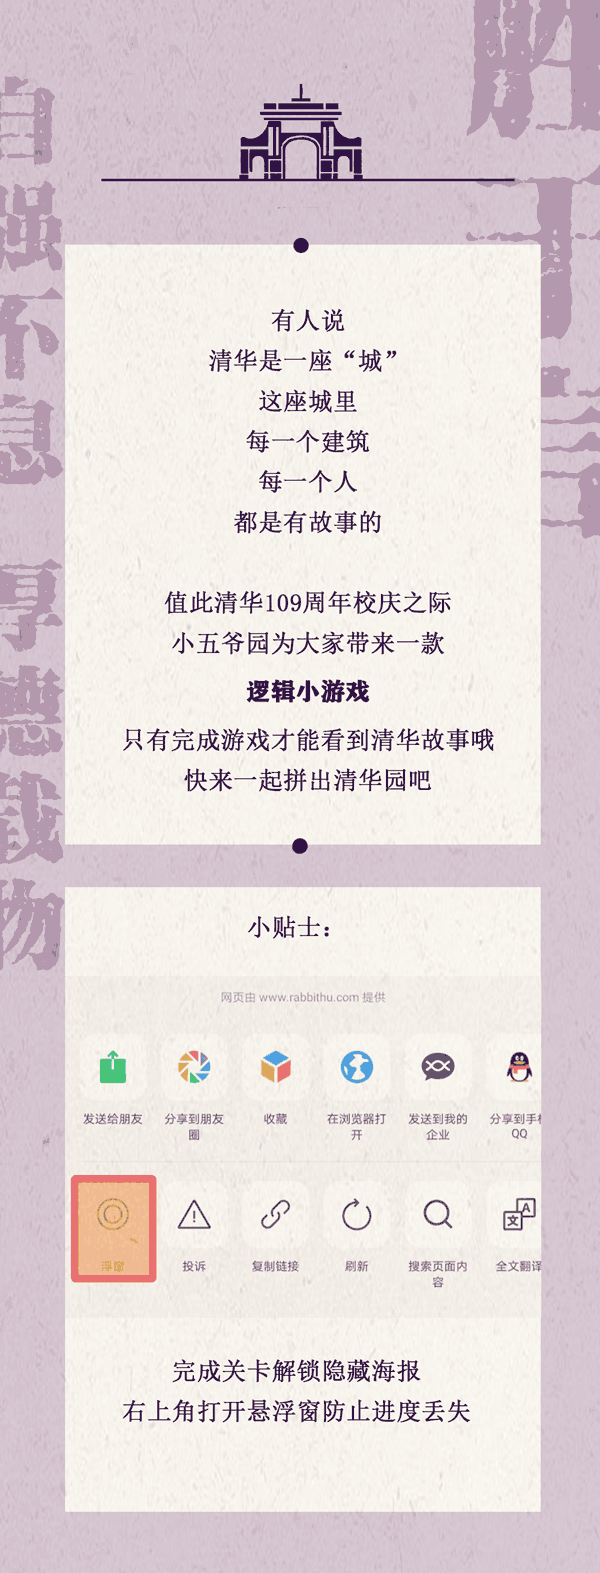 自强不息
厚德载物
有人说
清华是一座“城”
这座城里
每一个建筑
每一个人
都是有故事的
值此清华109周年校庆之际
小五爷园为大家带来一款
逻辑小游戏
只有完成游戏才能看到清华故事哦
快来一起拼出清华园吧
小贴士：
网页由 www.rabbithu.com 提供
发送给朋友
分享到朋友
圈
收藏
在浏览器打
开
发送到我的
企业
分享到手机
QQ
浮窗
投诉
复制链接
刷新
搜索页面内
容
全文翻译
完成关卡解锁隐藏海报
右上角打开悬浮窗防止进度丢失